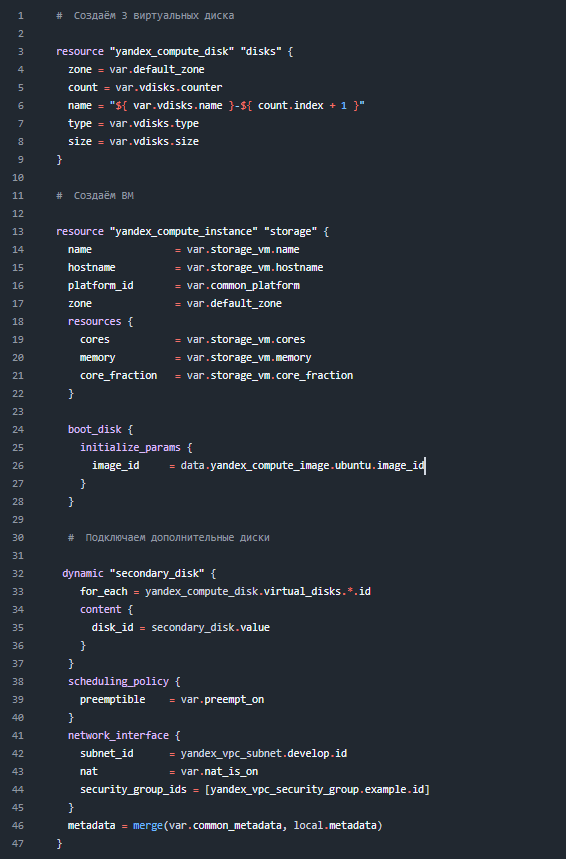 1 # Создаём 3 виртуальных диска
2
3 resource "yandex_compute_disk" "disks" {
4 zone = var.default_zone
5 count = var.vdisks.counter
6 name = "${ var.vdisks.name }-${ count.index + 1 }"
7 type = var.vdisks.type
8 size = var.vdisks.size
9 }
10
11 # Создаём ВМ
12
13 resource "yandex_compute_instance" "storage" {
14 name = var.storage_vm.name
15 hostname = var.storage_vm.hostname
16 platform_id = var.common_platform
17 zone = var.default_zone
18 resources {
19 cores = var.storage_vm.cores
20 memory = var.storage_vm.memory
21 core_fraction = var.storage_vm.core_fraction
22 }
23
24 boot_disk {
25 initialize_params {
26 image_id = data.yandex_compute_image.ubuntu.image_id
27 }
28 }
29
30 # Подключаем дополнительные диски
31
32 dynamic "secondary_disk" {
33 for_each = yandex_compute_disk.virtual_disks.*.id
34 content {
35 disk_id = secondary_disk.value
36 }
37 }
38 scheduling_policy {
39 preemptible = var.preempt_on
40 }
41 network_interface {
42 subnet_id = yandex_vpc_subnet.develop.id
43 nat = var.nat_is_on
44 security_group_ids = [yandex_vpc_security_group.example.id]
45 }
46 metadata = merge(var.common_metadata, local.metadata)
47 }